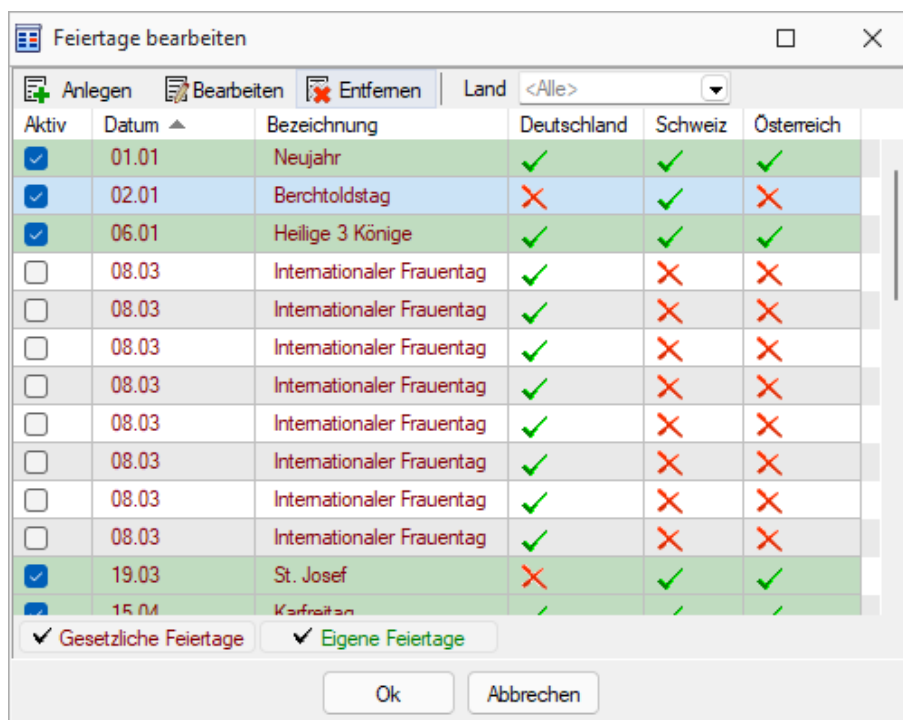 Feiertage bearbeiten
Anlegen Bearbeiten Entfernen Land <Alle>
Aktiv Datum Bezeichnung Deutschland Schweiz Österreich
01.01 Neujahr
02.01 Berchtoldstag
06.01 Heilige 3 Könige
08.03 Internationaler Frauentag
08.03 Internationaler Frauentag
08.03 Internationaler Frauentag
08.03 Internationaler Frauentag
08.03 Internationaler Frauentag
08.03 Internationaler Frauentag
08.03 Internationaler Frauentag
08.03 Internationaler Frauentag
19.03 St. Josef
15.04 Karfreitag
Gesetzliche Feiertage Eigene Feiertage
Ok Abbrechen